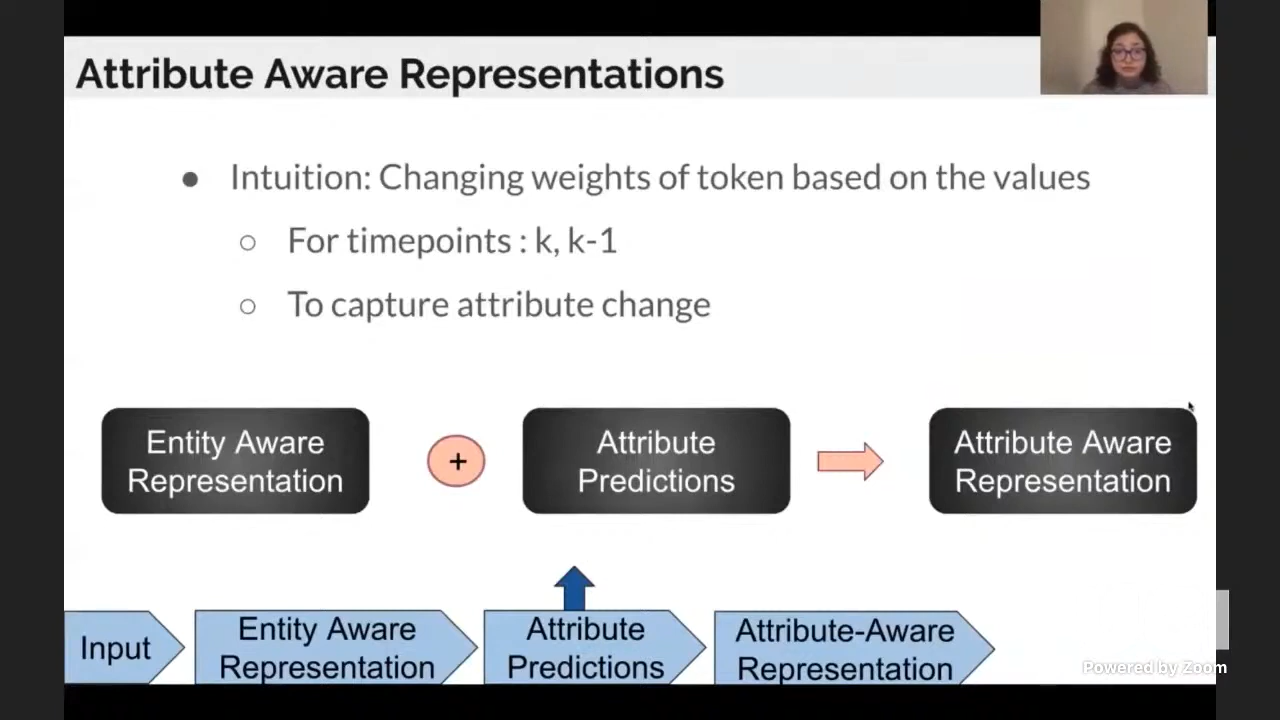 Attribute Aware Representations
● Intuition: Changing weights of token based on the values
○ For timepoints : k, k-1
○ To capture attribute change
Entity Aware
Representation
+
Attribute
Predictions
Attribute Aware
Representation
Input
Entity Aware
Representation
Attribute
Predictions
Attribute-Aware
Representation
Powered by Zoom